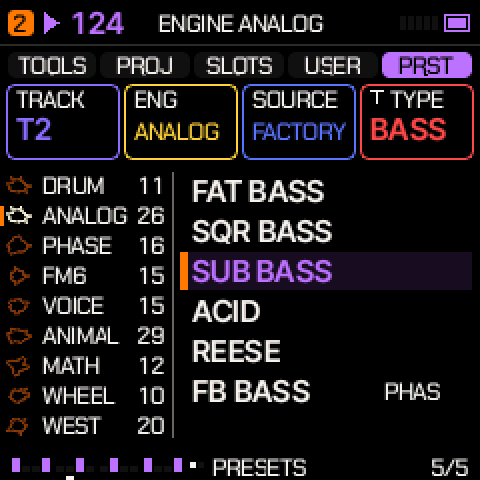 2 124 ENGINE ANALOG
TOOLS PROJ SLOTS USER PRST
TRACK ENG SOURCE T TYPE
T2 ANALOG FACTORY BASS
DRUM 11
ANALOG 26
PHASE 16
FM6 15
VOICE 15
ANIMAL 29
MATH 12
WHEEL 10
WEST 20
FAT BASS
SQR BASS
SUB BASS
ACID
REESE
FB BASS PHAS
PRESETS 5/5